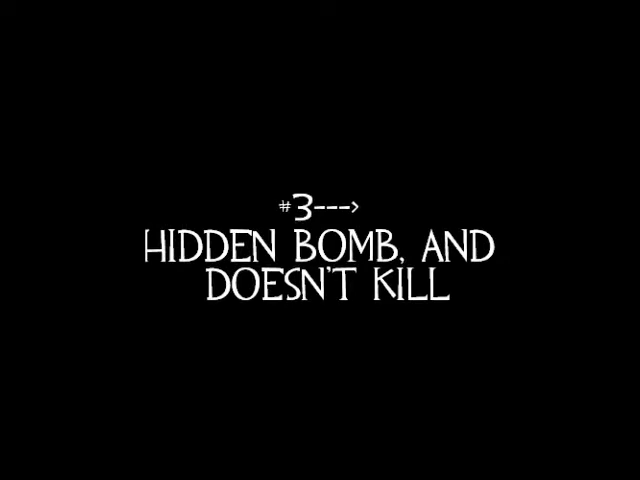 #3--->
HIDDEN BOMB, AND
DOESN'T KILL